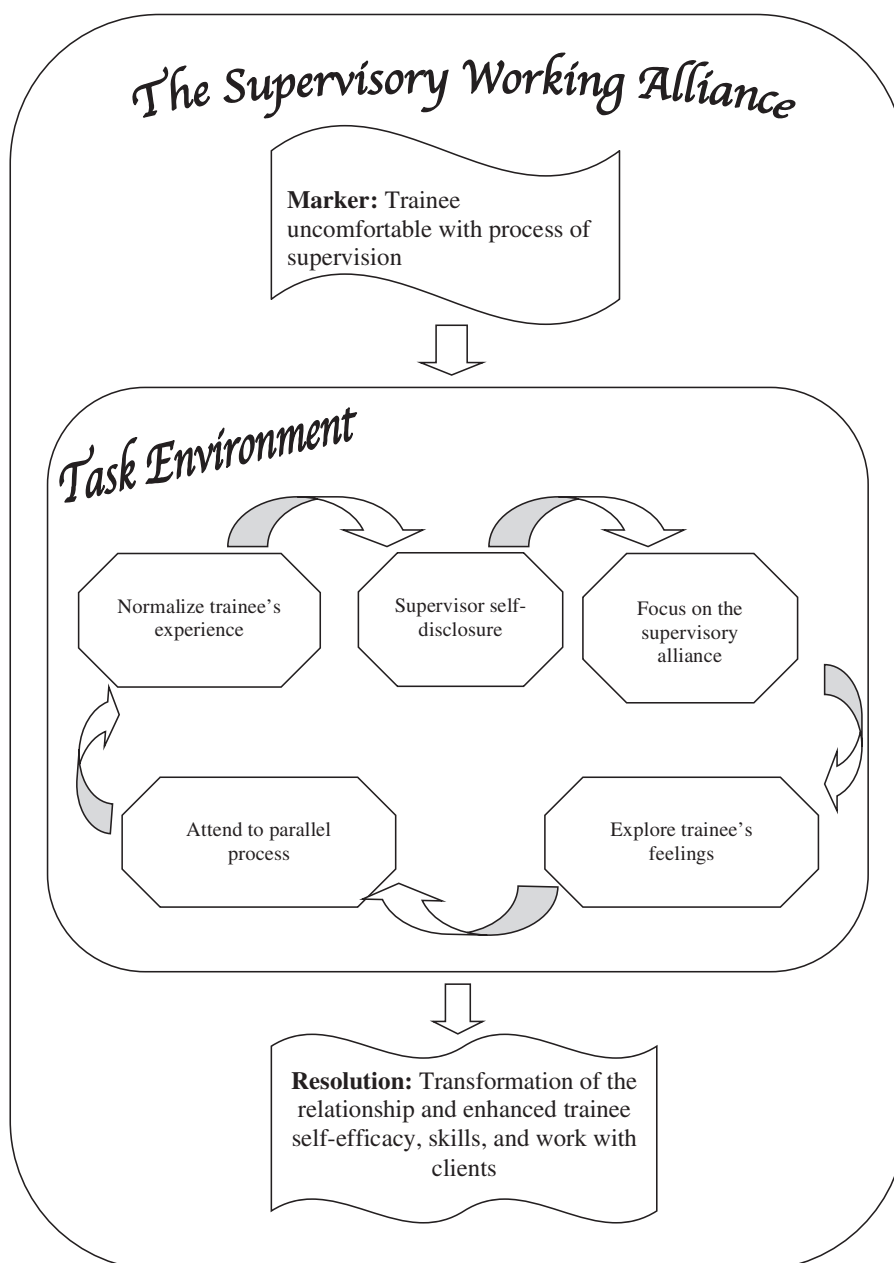 The Supervisory Working Alliance
Marker: Trainee
uncomfortable with process of
supervision
Task Environment
Normalize trainee’s
experience
Supervisor self-
disclosure
Focus on the
supervisory
alliance
Attend to parallel
process
Explore trainee’s
feelings
Resolution: Transformation of the
relationship and enhanced trainee
self-efficacy, skills, and work with
clients